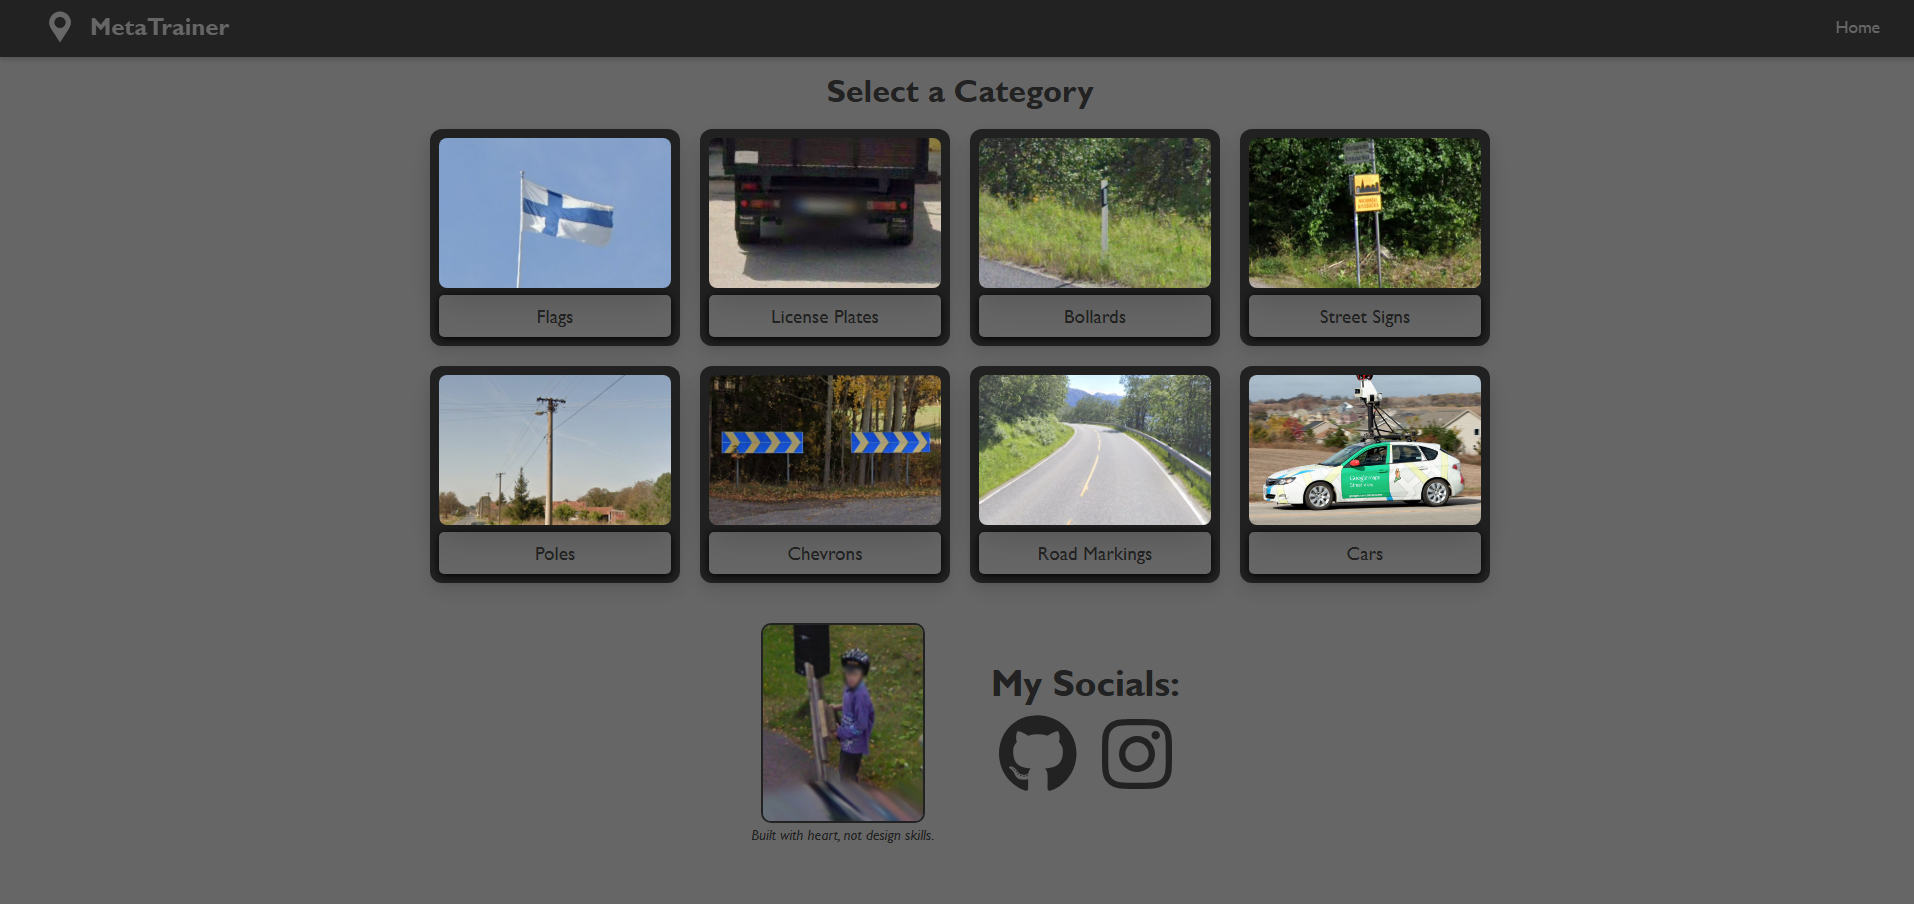 MetaTrainer
Home
Select a Category
Flags
License Plates
Bollards
Street Signs
Poles
Chevrons
Road Markings
Cars
My Socials:
Built with heart, not design skills.